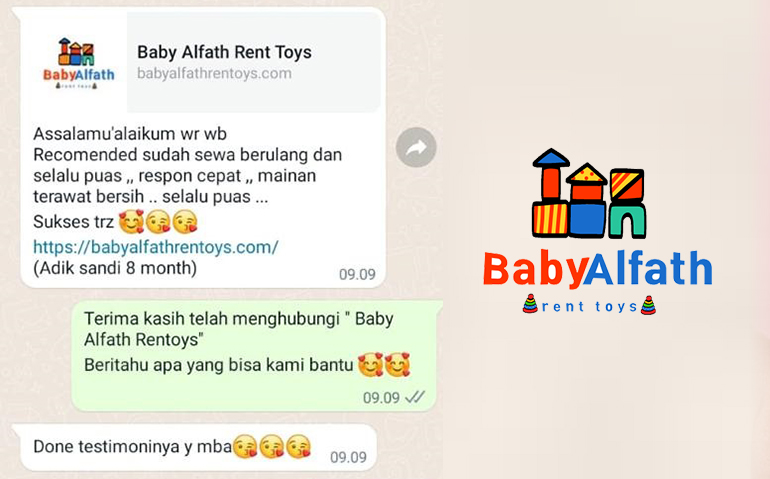 Baby Alfath Rent Toys
babyalfathrentoys.com
BabyAlfath
rent toys
Assalamu'alaikum wr wb
Recomended sudah sewa berulang dan
selalu puas ,, respon cepat ,, mainan
terawat bersih .. selalu puas ...
Sukses trz 🥰😘😘
https://babyalfathrentoys.com/
(Adik sandi 8 month)
09.09
Terima kasih telah menghubungi " Baby
Alfath Rentoys"
Beritahu apa yang bisa kami bantu 🥰🥰
09.09
Done testimoninya y mba😘😘😘
09.09
BabyAlfath
rent toys